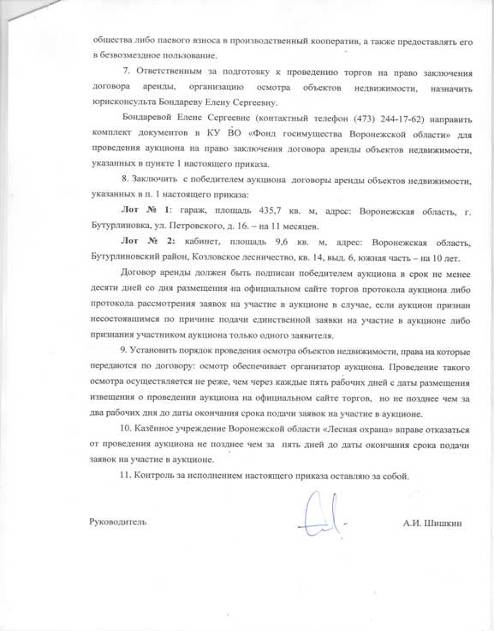 общества либо паевого взноса в производственный кооператив, а также предоставлять его
в безвозмездное пользование.
7. Ответственным за подготовку к проведению торгов на право заключения
договора аренды, организацию осмотра объектов недвижимости, назначить
юрисконсульта Бондареву Елену Сергеевну.
Бондаревой Елене Сергеевне (контактный телефон (473) 244-17-62) направить
комплект документов в КУ ВО «Фонд госимущества Воронежской области» для
проведения аукциона на право заключения договора аренды объектов недвижимости,
указанных в пункте 1 настоящего приказа.
8. Заключить с победителем аукциона договоры аренды объектов недвижимости,
указанных в п. 1 настоящего приказа:
Лот № 1: гараж, площадь 435,7 кв. м, адрес: Воронежская область, г.
Бутурлиновка, ул. Петровского, д. 16. – на 11 месяцев.
Лот № 2: кабинет, площадь 9,6 кв. м, адрес: Воронежская область,
Бутурлиновский район, Козловское лесничество, кв. 14, выд. 6, южная часть – на 10 лет.
Договор аренды должен быть подписан победителем аукциона в срок не менее
десяти дней со дня размещения на официальном сайте торгов протокола аукциона либо
протокола рассмотрения заявок на участие в аукционе в случае, если аукцион признан
несостоявшимся по причине подачи единственной заявки на участие в аукционе либо
признания участником аукциона только одного заявителя.
9. Установить порядок проведения осмотра объектов недвижимости, права на которые
передаются по договору: осмотр обеспечивает организатор аукциона. Проведение такого
осмотра осуществляется не реже, чем через каждые пять рабочих дней с даты размещения
извещения о проведении аукциона на официальном сайте торгов, но не позднее чем за
два рабочих дня до даты окончания срока подачи заявок на участие в аукционе.
10. Казённое учреждение Воронежской области «Лесная охрана» вправе отказаться
от проведения аукциона не позднее чем за пять дней до даты окончания срока подачи
заявок на участие в аукционе.
11. Контроль за исполнением настоящего приказа оставляю за собой.
Руководитель А.И. Шишкин